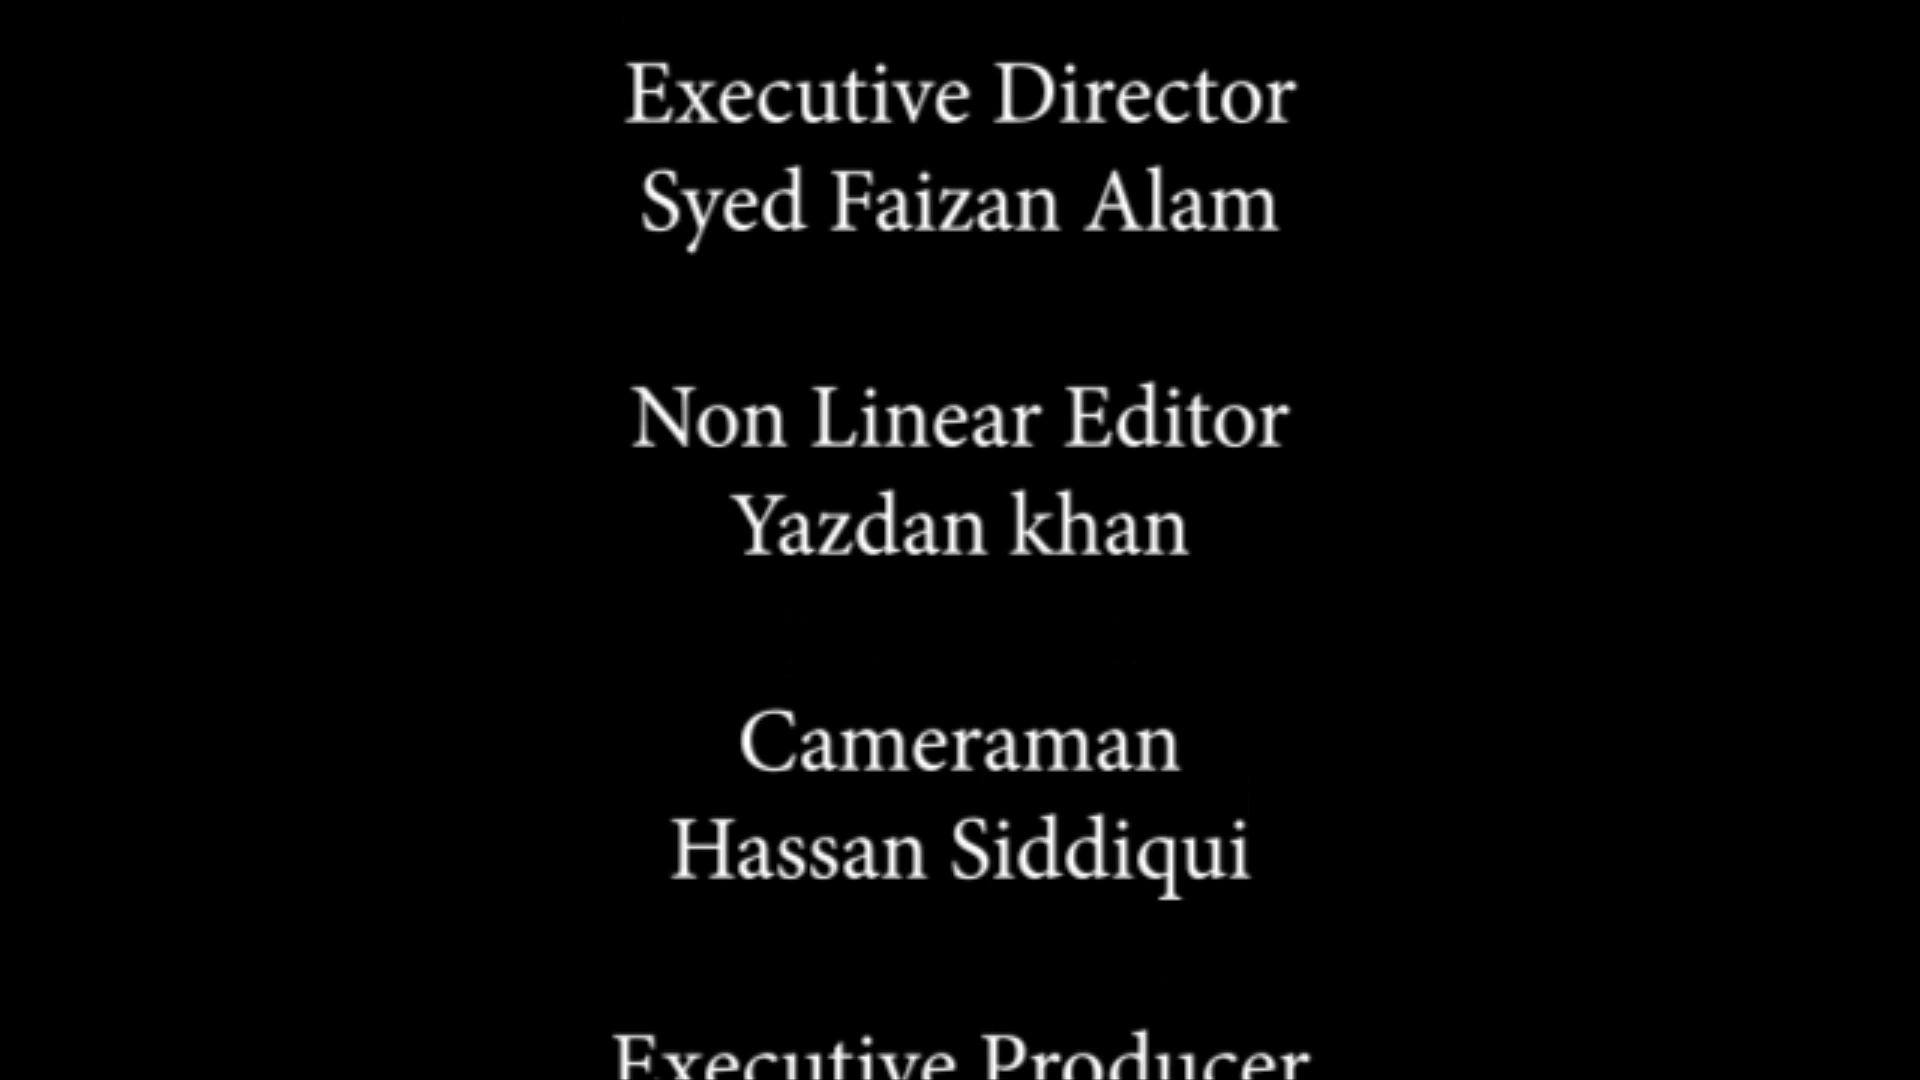 Executive Director
Syed Faizan Alam
Non Linear Editor
Yazdan khan
Cameraman
Hassan Siddiqui
Executive Producer